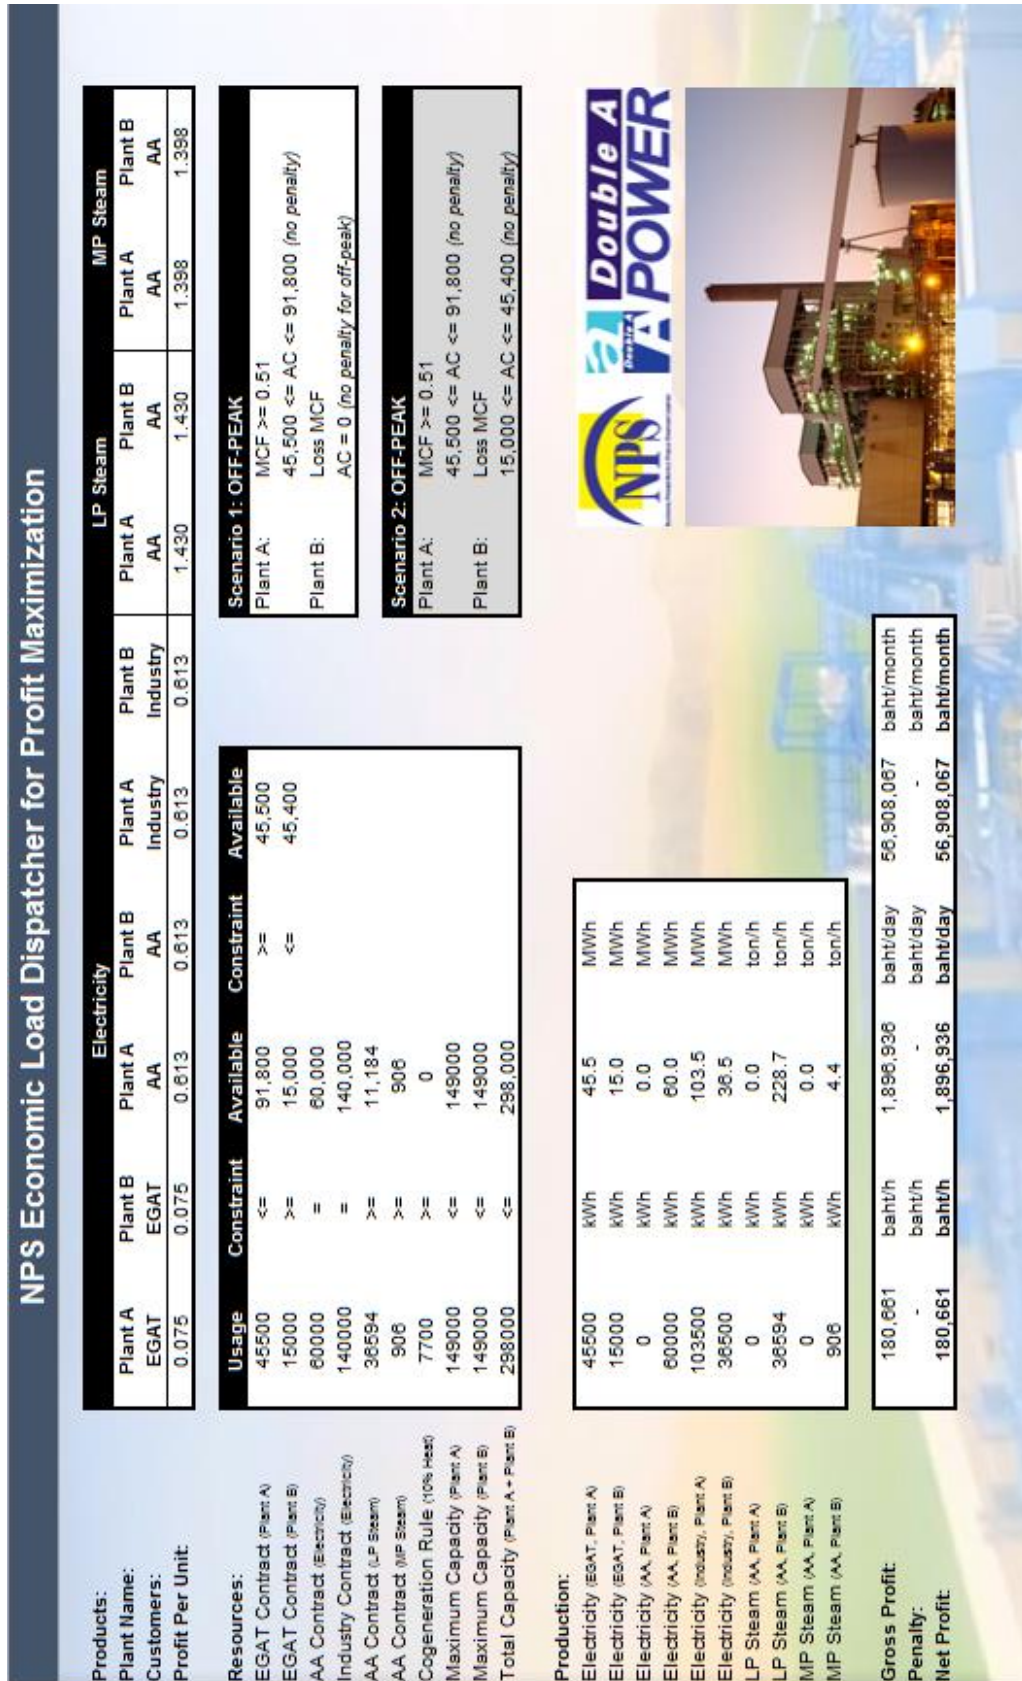 NPS Economic Load Dispatcher for Profit Maximization
Products: Electricity LP Steam MP Steam
Plant Name: Plant A Plant B Plant A Plant B Plant A Plant B Plant A Plant B Plant A Plant B
Customers: EGAT EGAT AA AA Industry Industry AA AA AA AA
Profit Per Unit: 0.075 0.075 0.613 0.613 0.613 0.613 1.430 1.430 1.398 1.398
Resources: Usage Constraint Available Constraint Available
EGAT Contract (Plant A) 45500 <= 91,800 >= 45,500
EGAT Contract (Plant B) 15000 >= 15,000 <= 45,400
AA Contract (Electricity) 60000 = 60,000
Industry Contract (Electricity) 140000 = 140,000
AA Contract (LP Steam) 36594 >= 11,184
AA Contract (MP Steam) 906 >= 906
Cogeneration Rule (10% Heat) 7700 >= 0
Maximum Capacity (Plant A) 149000 <= 149000
Maximum Capacity (Plant B) 149000 <= 149000
Total Capacity (Plant A + Plant B) 298000 <= 298,000
Scenario 1: OFF-PEAK
Plant A: MCF >= 0.51
45,500 <= AC <= 91,800 (no penalty)
Plant B: Loss MCF
AC = 0 (no penalty for off-peak)
Scenario 2: OFF-PEAK
Plant A: MCF >= 0.51
45,500 <= AC <= 91,800 (no penalty)
Plant B: Loss MCF
15,000 <= AC <= 45,400 (no penalty)
Production:
Electricity (EGAT, Plant A) 45500 kWh 45.5 MWh
Electricity (EGAT, Plant B) 15000 kWh 15.0 MWh
Electricity (AA, Plant A) 0 kWh 0.0 MWh
Electricity (AA, Plant B) 60000 kWh 60.0 MWh
Electricity (Industry, Plant A) 103500 kWh 103.5 MWh
Electricity (Industry, Plant B) 36500 kWh 36.5 MWh
LP Steam (AA, Plant A) 0 kWh 0.0 ton/h
LP Steam (AA, Plant B) 36594 kWh 228.7 ton/h
MP Steam (AA, Plant A) 0 kWh 0.0 ton/h
MP Steam (AA, Plant B) 906 kWh 4.4 ton/h
Gross Profit: 180,661 baht/h 1,896,936 baht/day 56,908,067 baht/month
Penalty: - baht/h - baht/day - baht/month
Net Profit: 180,661 baht/h 1,896,936 baht/day 56,908,067 baht/month
NPS
a
Double A
Double A
A POWER